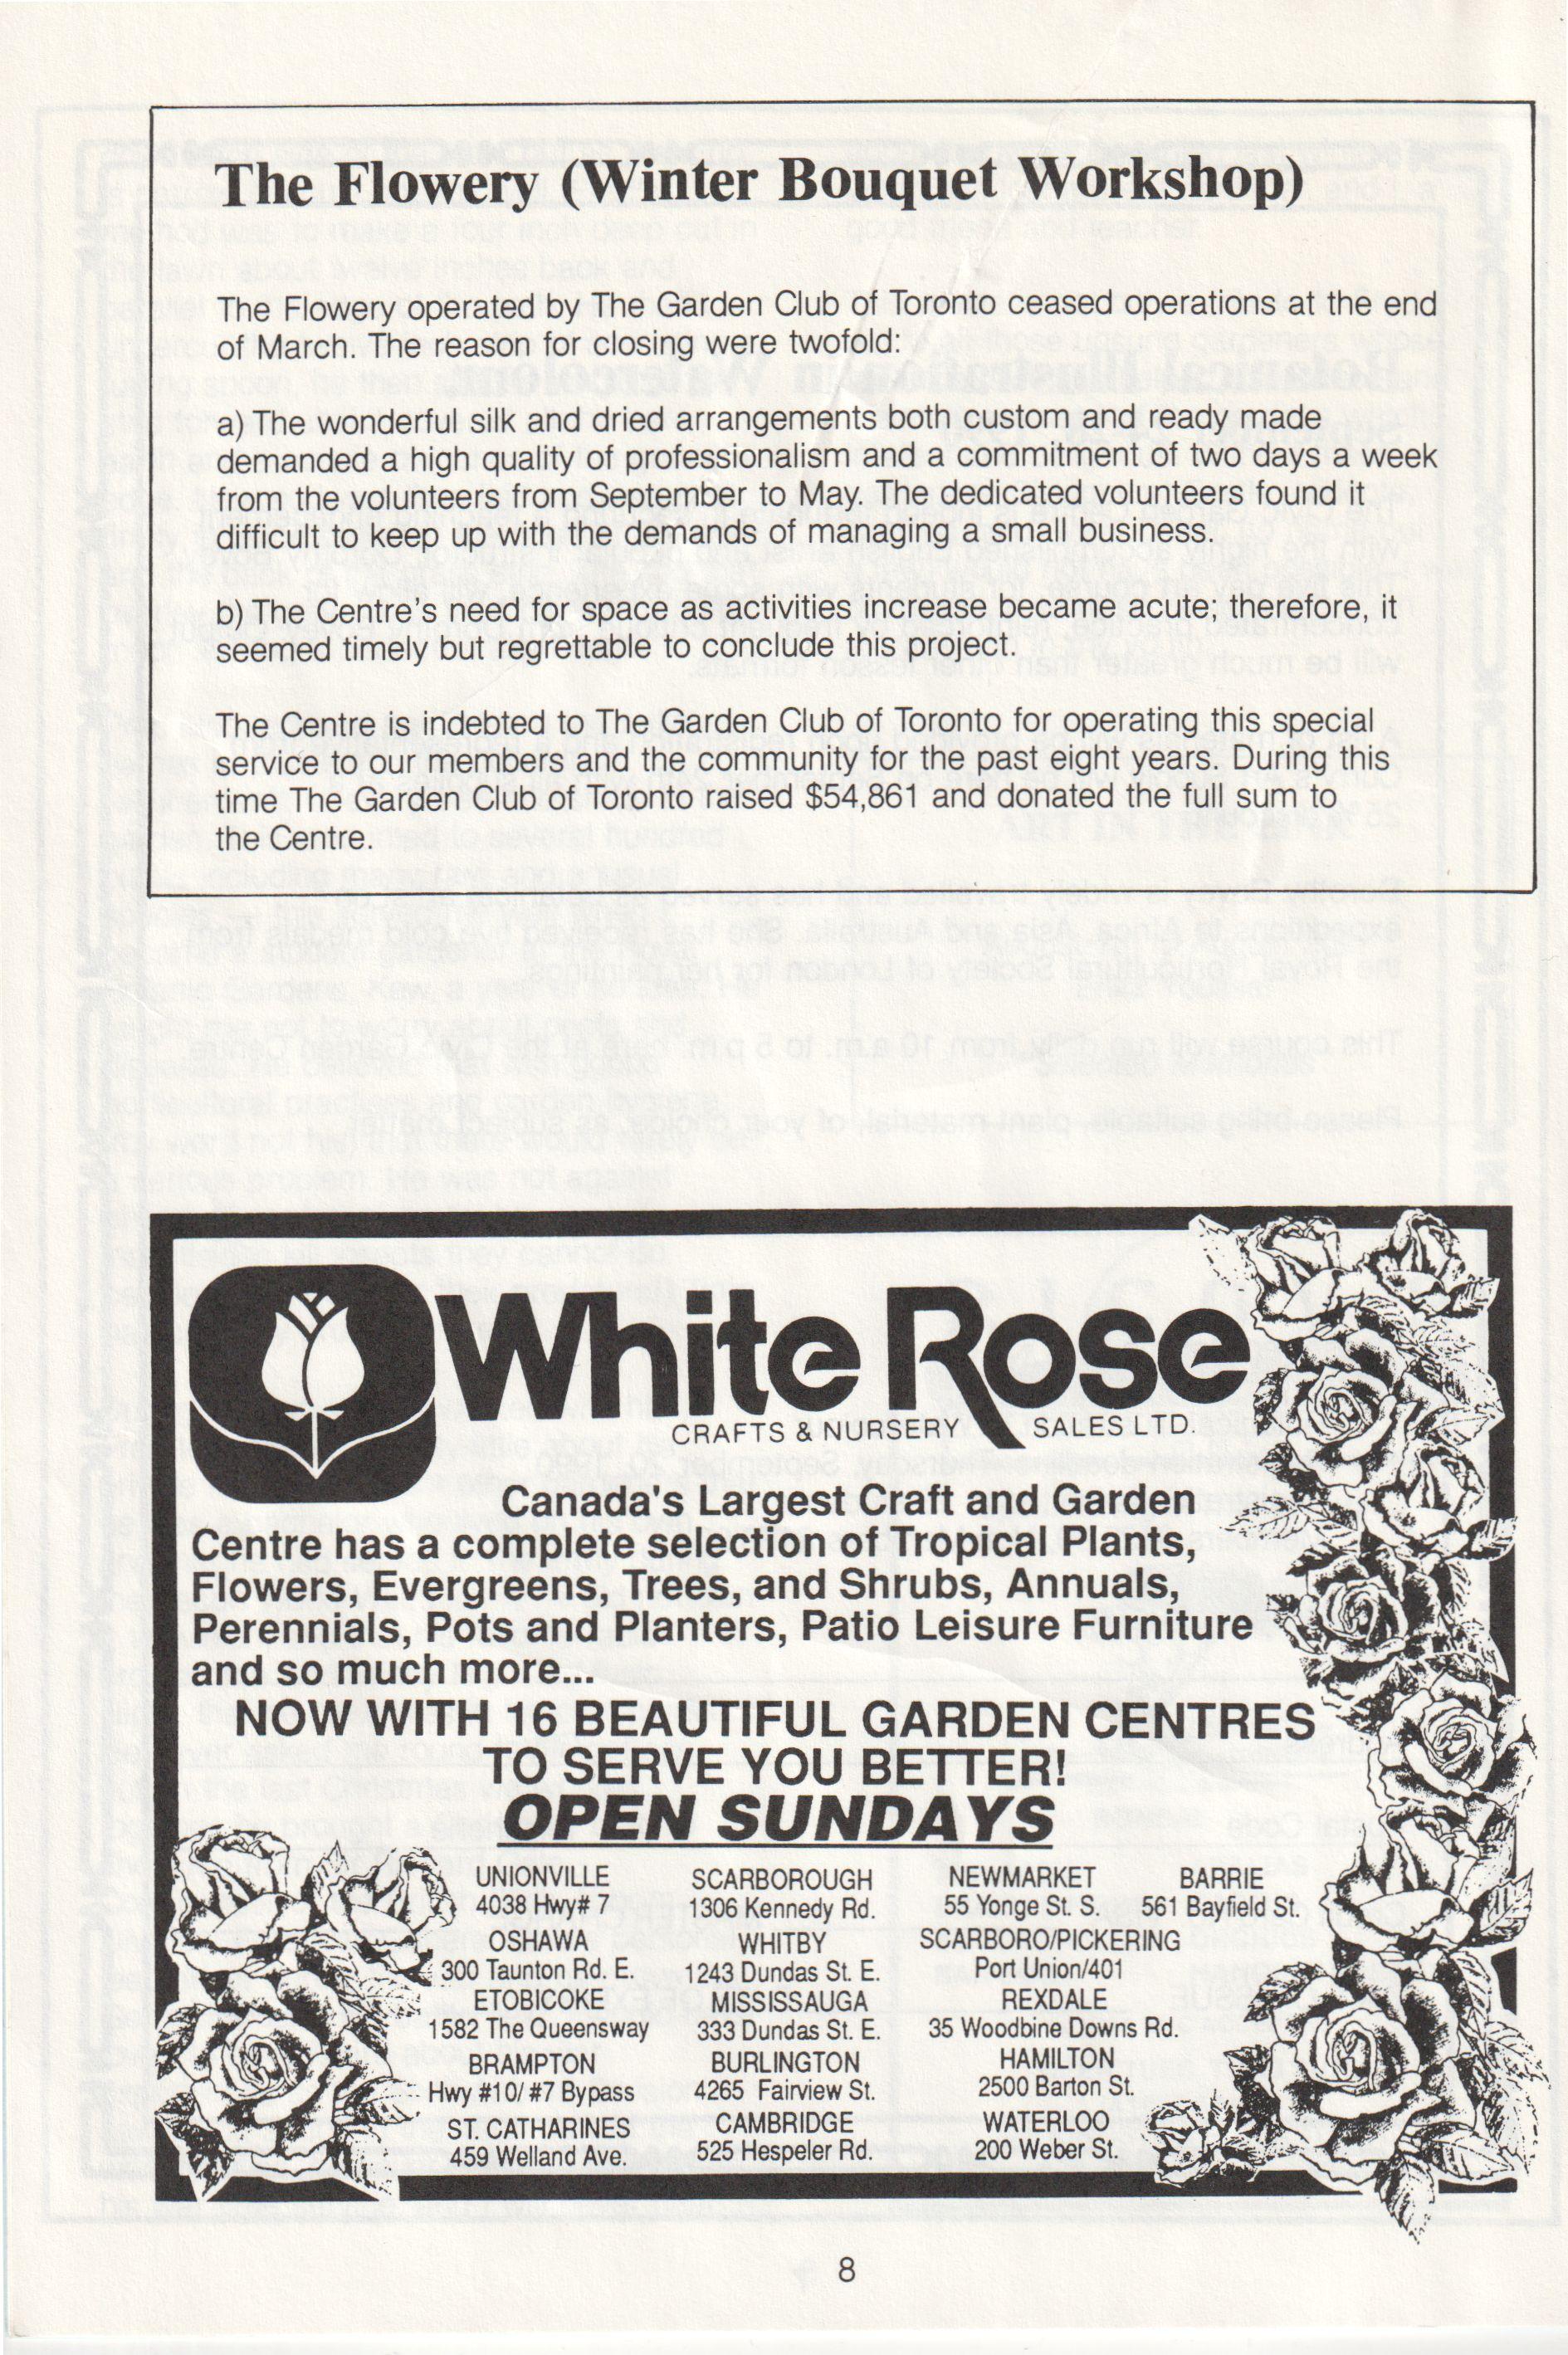 The Flowery (Winter Bouquet Workshop)
The Flowery operated by The Garden Club of Toronto ceased operations at the end
of March. The reason for closing were twofold:
a) The wonderful silk and dried arrangements both custom and ready made
demanded a high quality of professionalism and a commitment of two days a week
from the volunteers from September to May. The dedicated volunteers found it
difficult to keep up with the demands of managing a small business.
b) The Centre's need for space as activities increase became acute; therefore, it
seemed timely but regrettable to conclude this project.
The Centre is indebted to The Garden Club of Toronto for operating this special
service to our members and the community for the past eight years. During this
time The Garden Club of Toronto raised $54,861 and donated the full sum to
the Centre.
White Rose
CRAFTS & NURSERY SALES LTD.
Canada's Largest Craft and Garden
Centre has a complete selection of Tropical Plants,
Flowers, Evergreens, Trees, and Shrubs, Annuals,
Perennials, Pots and Planters, Patio Leisure Furniture
and so much more...
NOW WITH 16 BEAUTIFUL GARDEN CENTRES
TO SERVE YOU BETTER!
OPEN SUNDAYS
UNIONVILLE SCARBOROUGH NEWMARKET BARRIE
4038 Hwy# 7 1306 Kennedy Rd. 55 Yonge St. S. 561 Bayfield St.
OSHAWA WHITBY SCARBORO/PICKERING
300 Taunton Rd. E. 1243 Dundas St. E. Port Union/401
ETOBICOKE MISSISSAUGA REXDALE
1582 The Queensway 333 Dundas St. E. 35 Woodbine Downs Rd.
BRAMPTON BURLINGTON HAMILTON
Hwy #10/ #7 Bypass 4265 Fairview St. 2500 Barton St.
ST. CATHARINES CAMBRIDGE WATERLOO
459 Welland Ave. 525 Hespeler Rd. 200 Weber St.
8